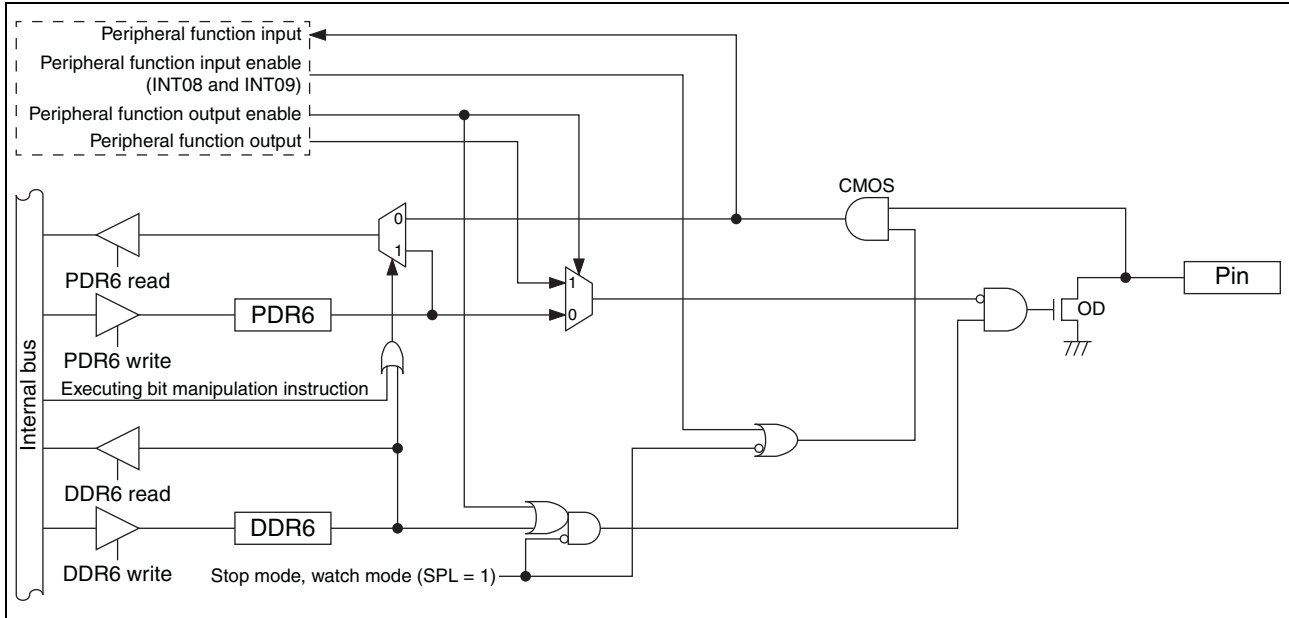 Peripheral function input
Peripheral function input enable
(INT08 and INT09)
Peripheral function output enable
Peripheral function output
CMOS
0
1
PDR6 read
1
Pin
OD
PDR6
0
PDR6 write
Executing bit manipulation instruction
Internal bus
DDR6 read
DDR6
DDR6 write
Stop mode, watch mode (SPL = 1)